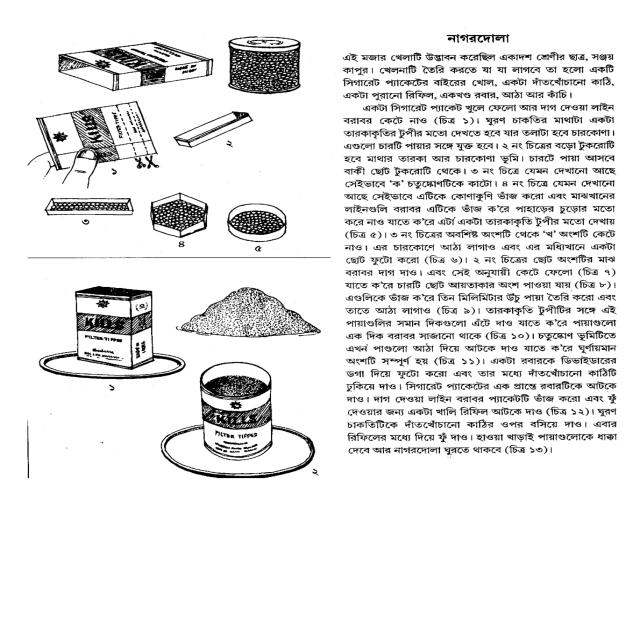 নাগরদোলা
এই মজার খেলাটি উদ্ভাবন করেছিল একাদশ শ্রেণীর ছাত্র, সঞ্জয়
কাপুর। খেলনাটি তৈরি করতে যা যা লাগবে তা হলো একটি
সিগারেট প্যাকেটের বাইরের খোল, একটা দাঁতখোঁচানো কাঠি,
একটা পুরানো রিফিল, একখণ্ড রবার, আঠা আর কাঁচি।
একটা সিগারেট প্যাকেট খুলে ফেলো আর দাগ দেওয়া লাইন
বরাবর কেটে নাও (চিত্র ১)। ঘুরণ চাকতির মাথাটা একটা
তারকাকৃতির টুপীর মতো দেখতে হবে যার তলাটা হবে চারকোণা।
এগুলো চারটি পায়ার সঙ্গে যুক্ত হবে। ২ নং চিত্রের বড়ো টুকরোটি
হবে মাথার তারকা আর চারকোণা ভূমি। চারটে পায়া আসবে
বাকী ছোট টুকরোটি থেকে। ৩ নং চিত্রে যেমন দেখানো
আছে সেইভাবে 'ক' চতুষ্কোণটিকে কাটো। ৪ নং চিত্রে যেমন দেখানো
আছে সেইভাবে এটিকে কোণাকুণি ভাঁজ করো এবং মাঝখানের
লাইনগুলি বরাবর এটিকে ভাঁজ ক'রে পাহাড়ের চূড়োর মতো
করে নাও যাতে ক'রে এটা একটা তারকাকৃতি টুপীর মতো দেখায়
(চিত্র ৫)। ৩ নং চিত্রের অবশিষ্ট অংশটি থেকে 'খ' অংশটি কেটে
নাও। এর চারকোণে আঠা লাগাও এবং এর মধ্যিখানে একটা
ছোট ফুটো করো (চিত্র ৬)। ২ নং চিত্রের ছোট অংশটির মাঝ
বরাবর দাগ দাও। এবং সেই অনুযায়ী কেটে ফেলো (চিত্র ৭)
যাতে ক'রে চারটি ছোট আয়তাকার অংশ পাওয়া যায় (চিত্র ৮)।
এগুলিকে ভাঁজ ক'রে তিন মিলিমিটার উঁচু পায়া তৈরি করো এবং
তাতে আঠা লাগাও (চিত্র ৯)। তারকাকৃতি টুপীটির সঙ্গে এই
পায়াগুলির সমান দিকগুলো এঁটে দাও যাতে ক'রে পায়াগুলো
এক দিক বরাবর সাজানো থাকে (চিত্র ১০)। চতুষ্কোণ ভূমিটিতে
এখন পাগুলো আঠা দিয়ে আটকে দাও যাতে ক'রে ঘূর্ণায়মান
অংশটি সম্পূর্ণ হয় (চিত্র ১১)। একটা রবারকে ডিভাইডারের
ডগা দিয়ে ফুটো করো এবং তার মধ্যে দাঁতখোঁচানো কাঠিটি
ঢুকিয়ে দাও। সিগারেট প্যাকেটের এক প্রান্তে রবারটিকে আটকে
দাও। দাগ দেওয়া লাইন বরাবর প্যাকেটটি ভাঁজ করো এবং ফুঁ
দেওয়ার জন্য একটা খালি রিফিল আটকে দাও (চিত্র ১২)। ঘুরণ
চাকতিটিকে দাঁতখোঁচানো কাঠির ওপর বসিয়ে দাও। এবার
রিফিলের মধ্যে দিয়ে ফুঁ দাও। হাওয়া খাড়াই পায়াগুলোকে ধাক্কা
দেবে আর নাগরদোলা ঘুরতে থাকবে (চিত্র ১৩)।
KHLS
১
২
৩
৪
৫
KHLS
FILTER TIPPED
১
KHLS
FILTER TIPPED
২